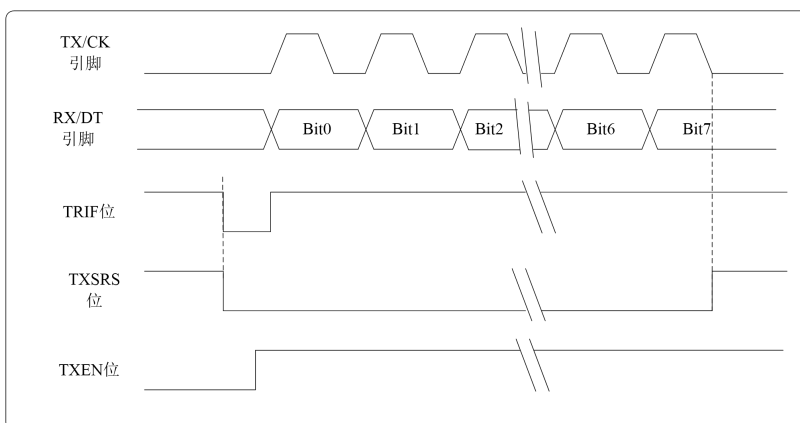 TX/CK
引脚
RX/DT
引脚
Bit0 Bit1 Bit2 Bit6 Bit7
TRIF位
TXSRS
位
TXEN位